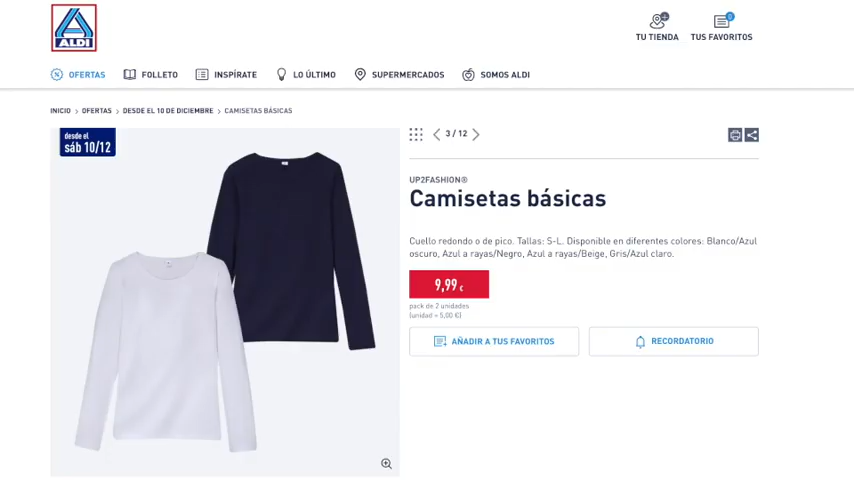 ALDI
TU TIENDA
0
TUS FAVORITOS
OFERTAS
FOLLETO
INSPÍRATE
LO ÚLTIMO
SUPERMERCADOS
SOMOS ALDI
INICIO > OFERTAS > DESDE EL 10 DE DICIEMBRE > CAMISETAS BÁSICAS
desde el
sáb 10/12
3 / 12
UP2FASHION®
Camisetas básicas
Cuello redondo o de pico. Tallas: S-L. Disponible en diferentes colores: Blanco/Azul
oscuro, Azul a rayas/Negro, Azul a rayas/Beige, Gris/Azul claro.
9,99 €
pack de 2 unidades
(unidad = 5,00 €)
AÑADIR A TUS FAVORITOS
RECORDATORIO